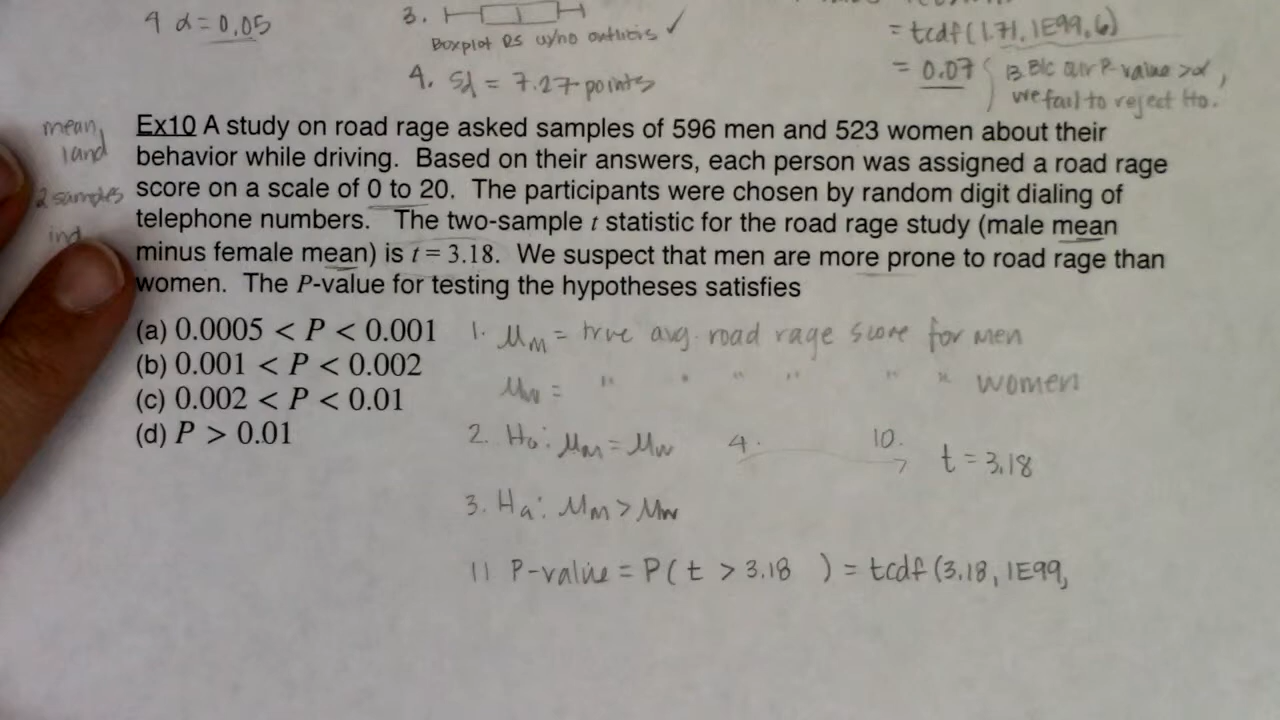 4 α = 0.05
3.
Boxplot is w/no outliers ✓
4. Sd = 7.27 points
= tcdf(1.71, 1E99, 6)
= 0.07
13. B/c our P-value > α,
we fail to reject Ho.
mean,
land
2 samples
ind
Ex10 A study on road rage asked samples of 596 men and 523 women about their
behavior while driving. Based on their answers, each person was assigned a road rage
score on a scale of 0 to 20. The participants were chosen by random digit dialing of
telephone numbers. The two-sample t statistic for the road rage study (male mean
minus female mean) is t = 3.18. We suspect that men are more prone to road rage than
women. The P-value for testing the hypotheses satisfies
(a) 0.0005 < P < 0.001
(b) 0.001 < P < 0.002
(c) 0.002 < P < 0.01
(d) P > 0.01
1. μM = true avg. road rage score for men
μW = " " " " " " women
2. Ho: μM = μW
4.
10.
t = 3.18
3. Ha: μM > μW
11 P-value = P( t > 3.18 ) = tcdf(3.18, 1E99,